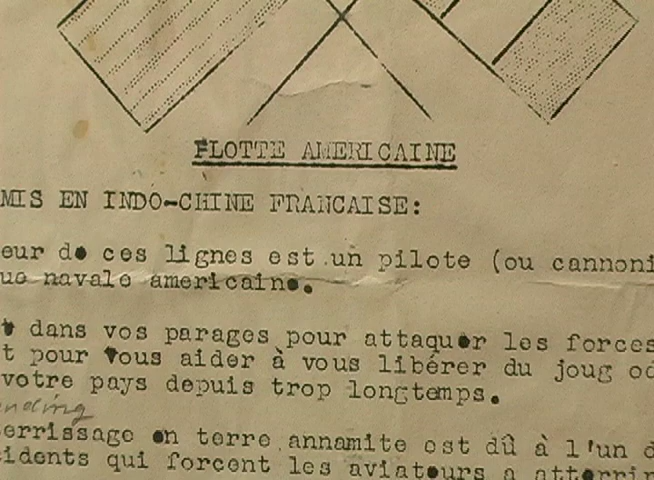 FLOTTE AMERICAINE
MIS EN INDO-CHINE FRANCAISE:
eur de ces lignes est un pilote (ou cannoni
ue navale americaine.
t dans vos parages pour attaquer les forces
t pour vous aider à vous libérer du joug od
votre pays depuis trop longtemps.
nding
errissage en terre annamite est dû à l'un d
cidents qui forcent les aviateurs a atterrir